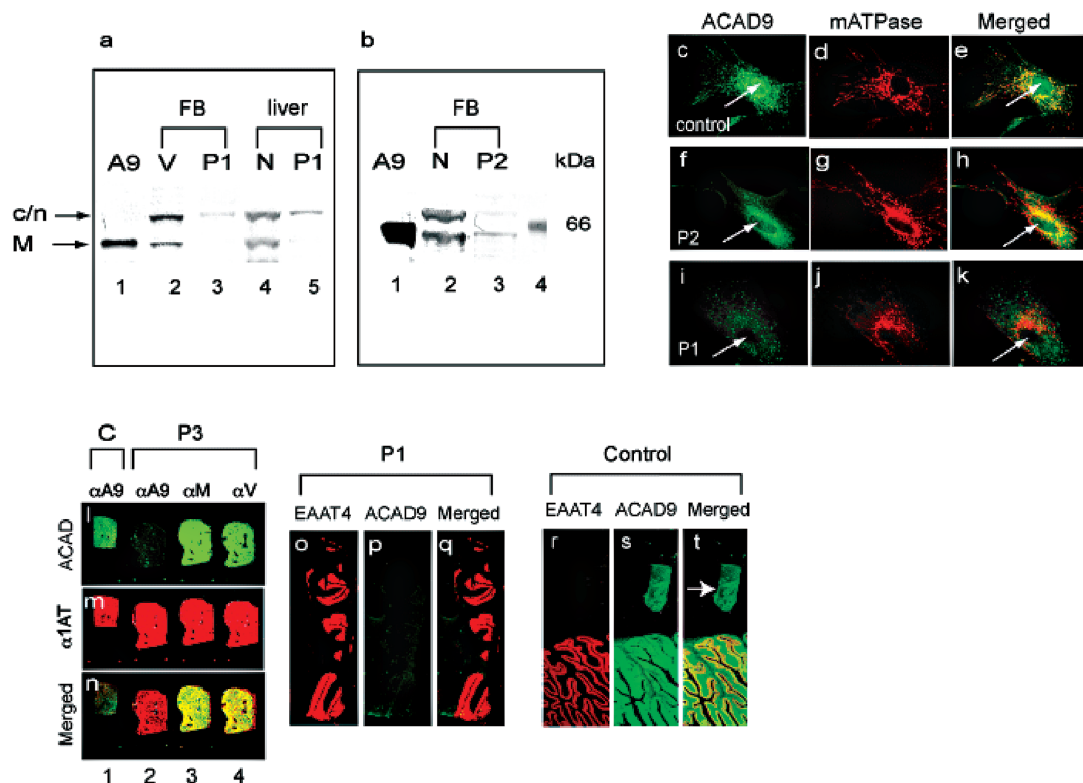 a
FB
liver
A9
V
P1
N
P1
c/n
M
1
2
3
4
5
b
FB
A9
N
P2
kDa
66
1
2
3
4
ACAD9
mATPase
Merged
c
control
d
e
f
P2
g
h
i
P1
j
k
C
P3
αA9
αA9
αM
αV
l
ACAD
m
α1AT
n
Merged
1
2
3
4
P1
EAAT4
ACAD9
Merged
o
p
q
Control
EAAT4
ACAD9
Merged
r
s
t